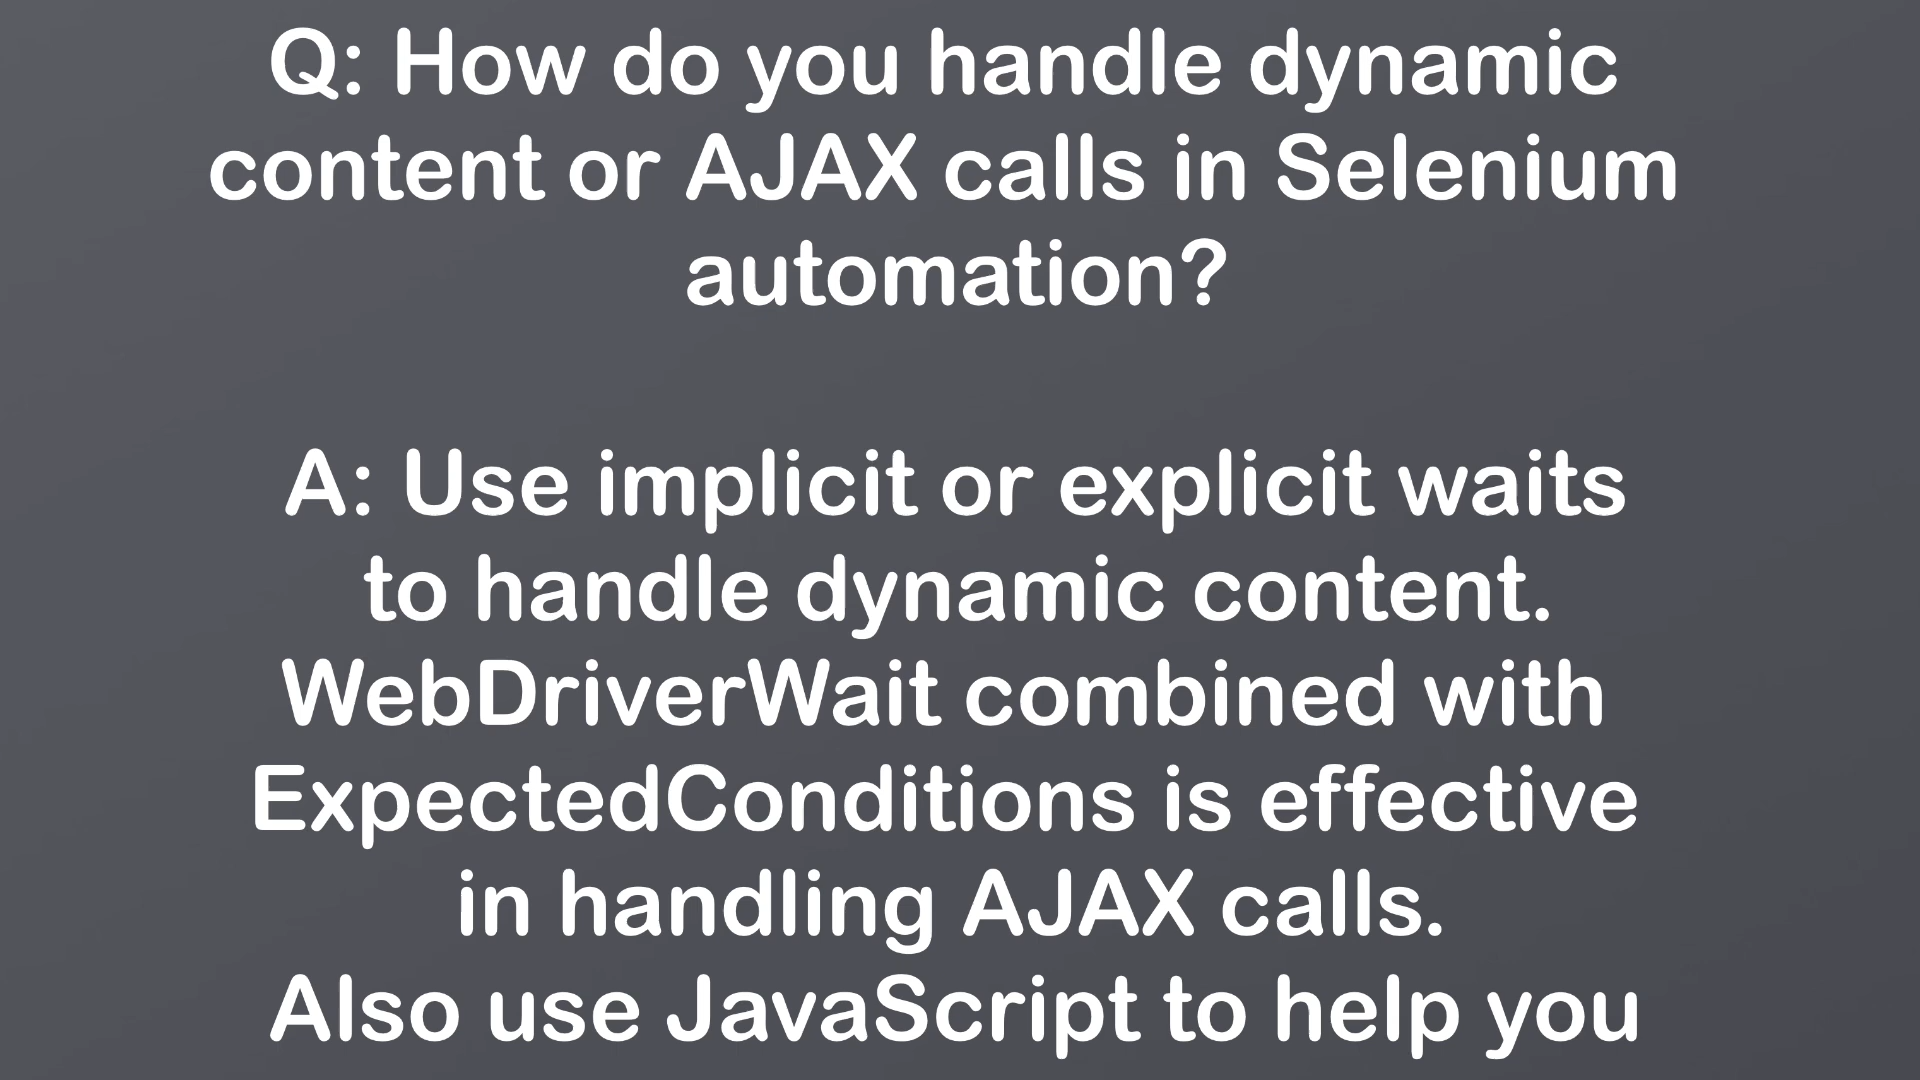 Q: How do you handle dynamic
content or AJAX calls in Selenium
automation?
A: Use implicit or explicit waits
to handle dynamic content.
WebDriverWait combined with
ExpectedConditions is effective
in handling AJAX calls.
Also use JavaScript to help you